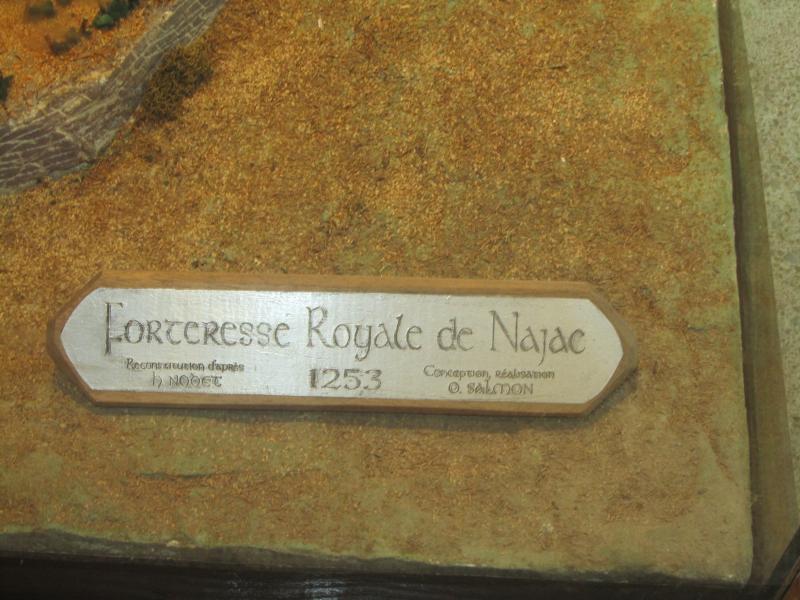 Forteresse Royale de Najac
Reconstitution d'après
H NODET
1253
Conception, réalisation
O. SALMON